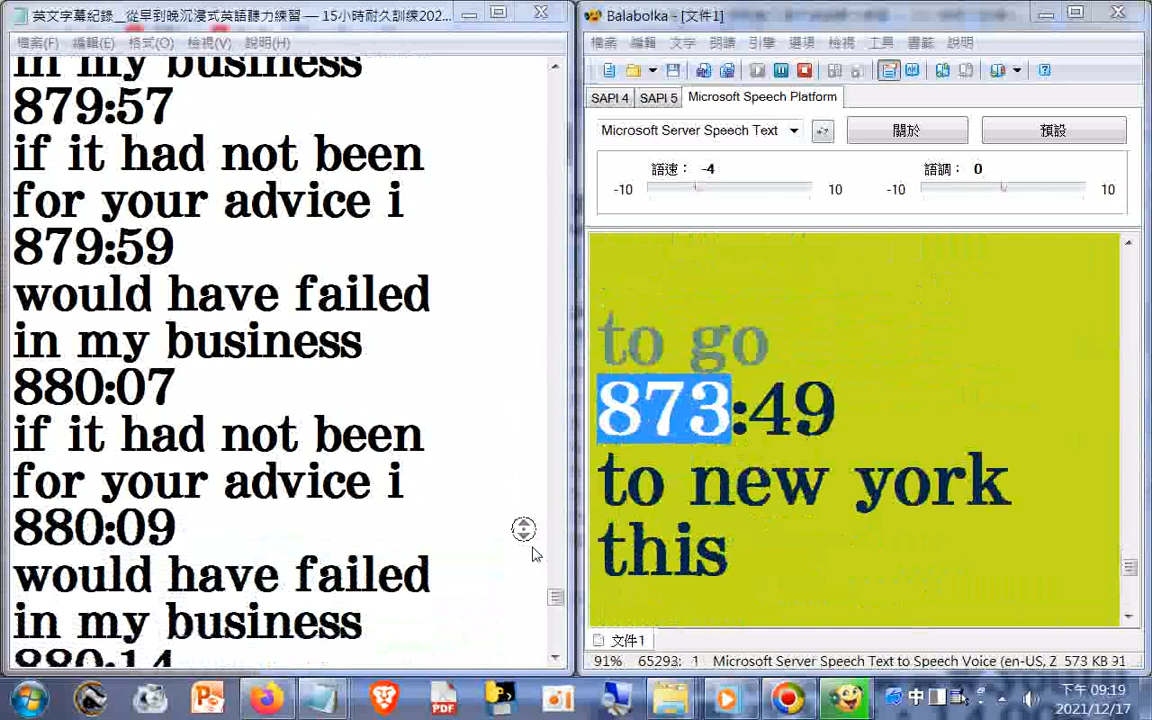 英文字幕紀錄__從早到晚沉浸式英語聽力練習 — 15小時耐久訓練202...
檔案(F) 編輯(E) 格式(O) 檢視(V) 說明(H)
in my business
879:57
if it had not been
for your advice i
879:59
would have failed
in my business
880:07
if it had not been
for your advice i
880:09
would have failed
in my business
880:14
Balabolka - [文件1]
檔案 編輯 文字 朗讀 引擎 選項 檢視 工具 書籤 說明
SAPI 4 SAPI 5 Microsoft Speech Platform
Microsoft Server Speech Text 關於 預設
語速： -4 語調： 0
-10 10 -10 10
to go
873:49
to new york
this
文件1
91% 65293: 1 Microsoft Server Speech Text to Speech Voice (en-US, Z 573 KB 91
PDF 中 下午 09:19
2021/12/17